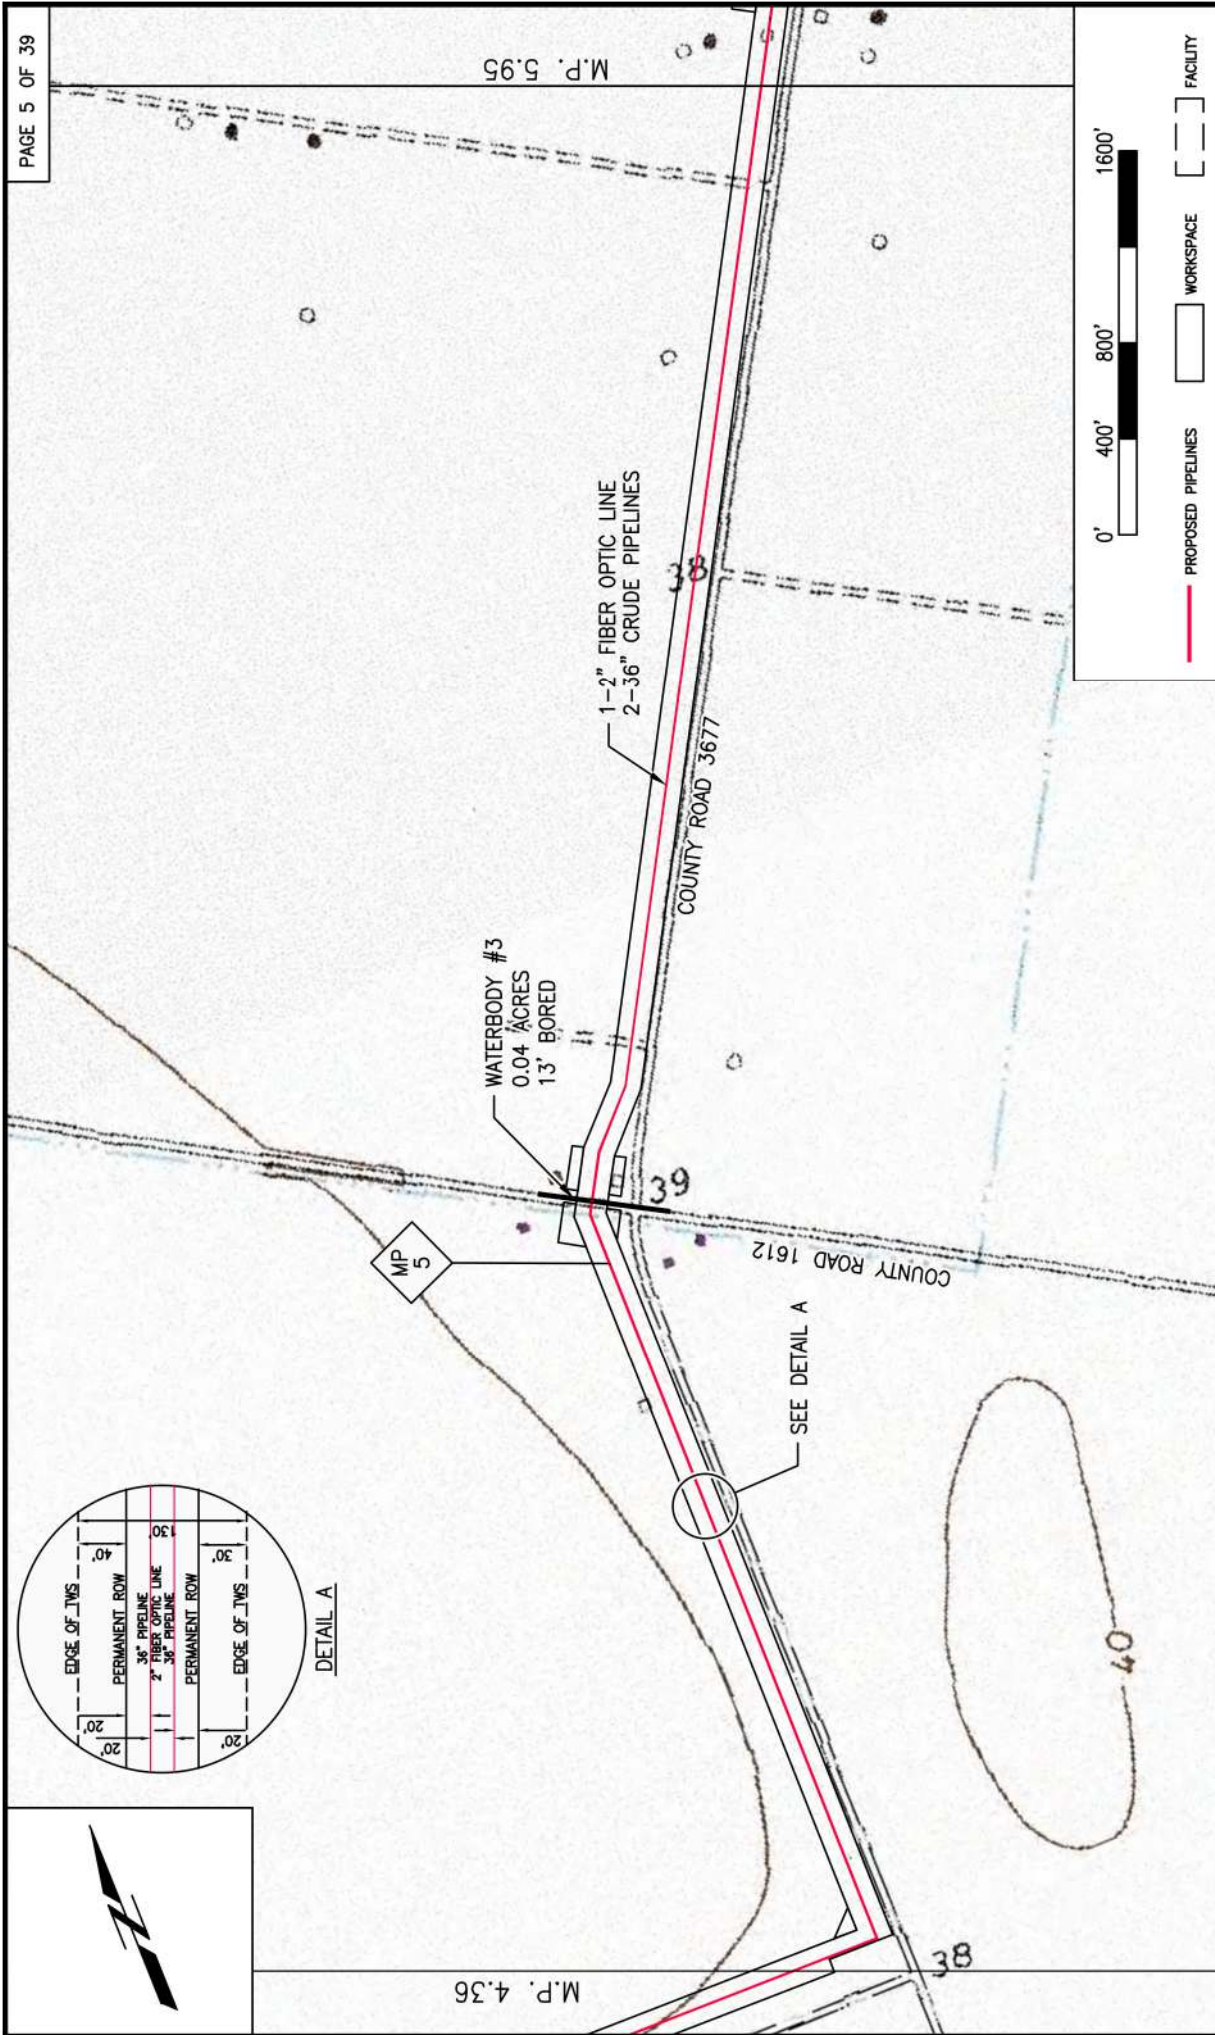 PAGE 5 OF 39
M.P. 5.95
M.P. 4.36
EDGE OF TWS
PERMANENT ROW
36" PIPELINE
2" FIBER OPTIC LINE
36" PIPELINE
PERMANENT ROW
EDGE OF TWS
20'
20'
20'
40'
130'
30'
DETAIL A
MP
5
WATERBODY #3
0.04 ACRES
13' BORED
1-2" FIBER OPTIC LINE
2-36" CRUDE PIPELINES
COUNTY ROAD 3677
COUNTY ROAD 1612
SEE DETAIL A
38
39
38
40
0'
400'
800'
1600'
PROPOSED PIPELINES
WORKSPACE
FACILITY